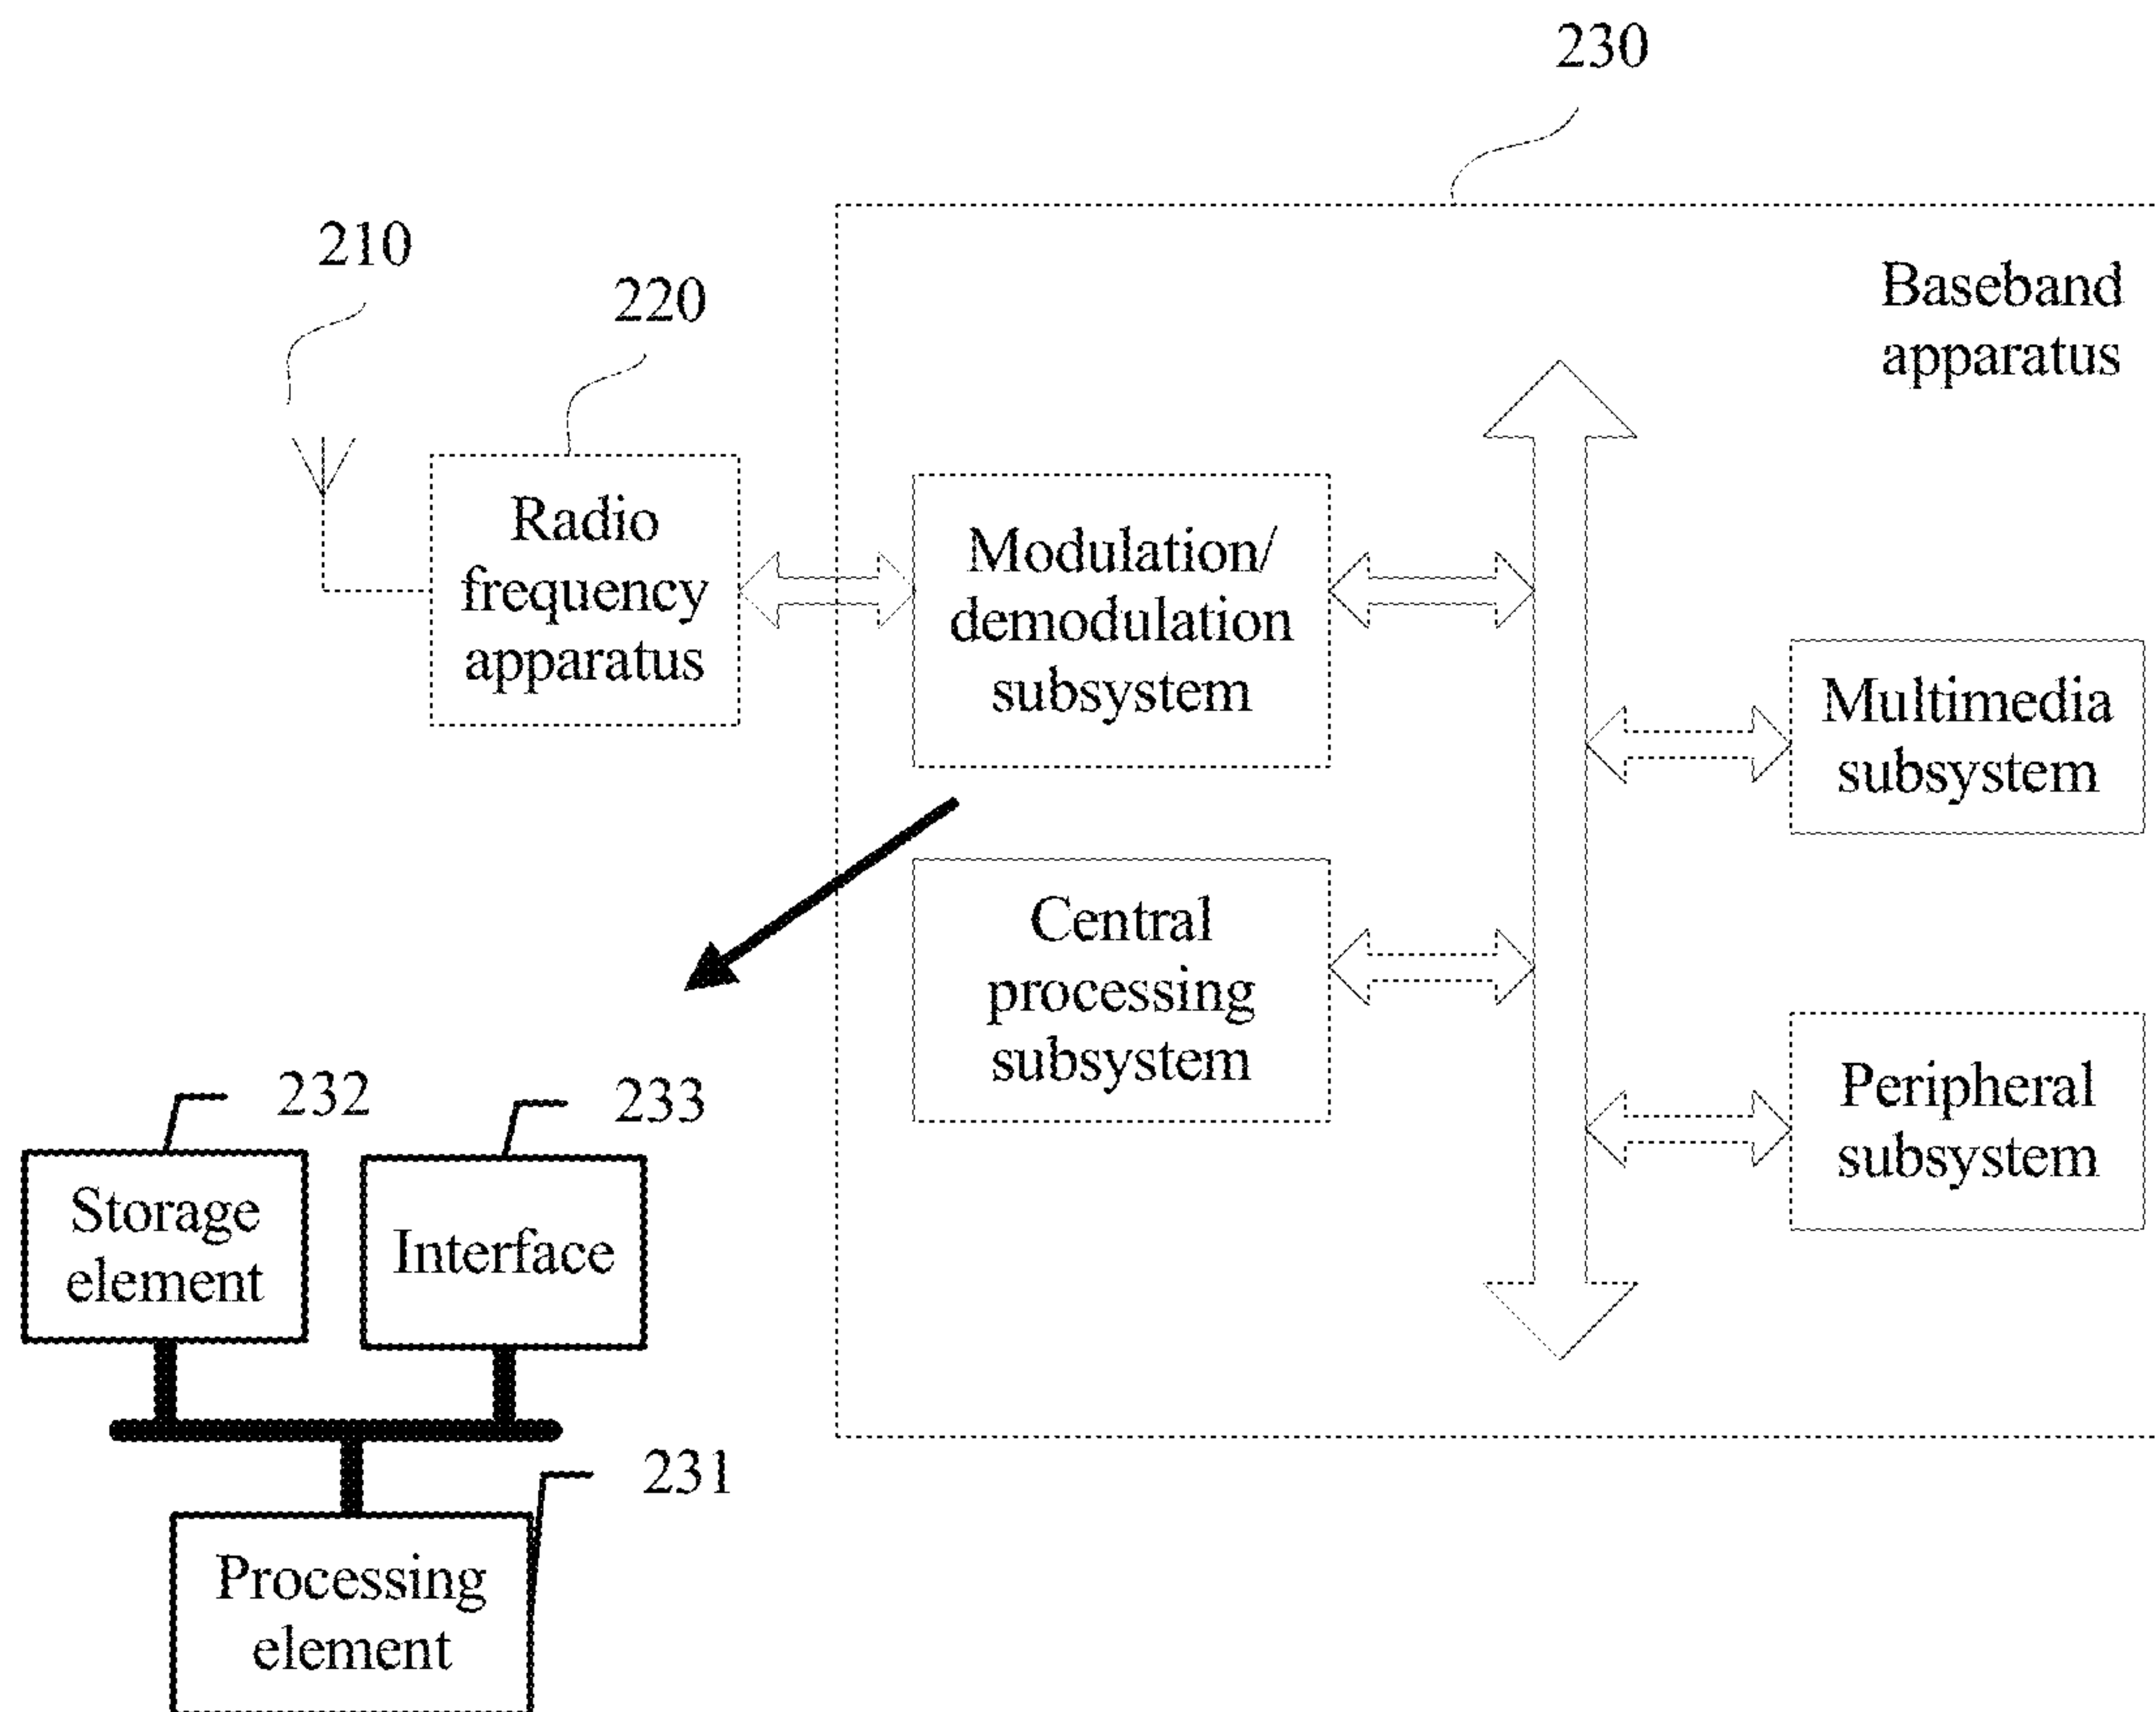 230
210
220
Baseband
apparatus
Radio
frequency
apparatus
Modulation/
demodulation
subsystem
Multimedia
subsystem
Central
processing
subsystem
Peripheral
subsystem
232
233
Storage
element
Interface
231
Processing
element